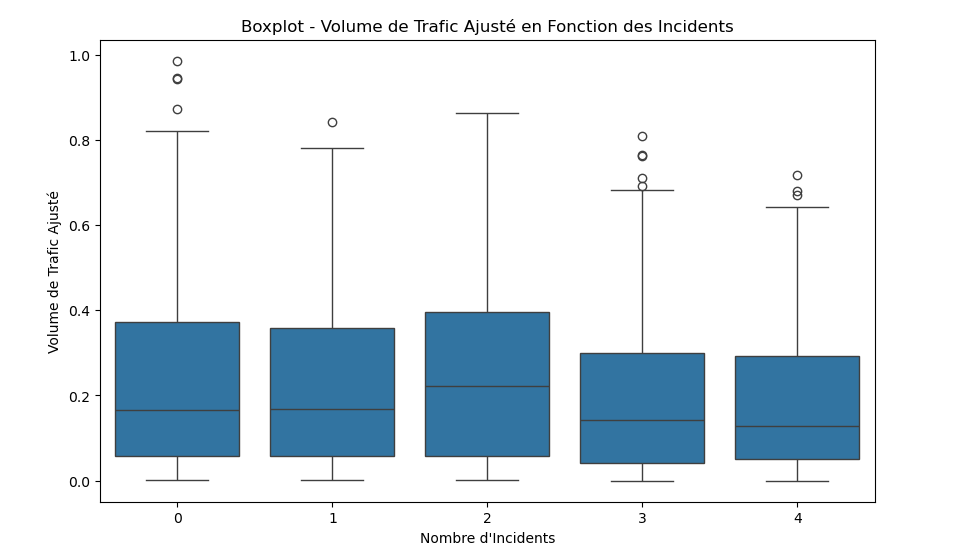 Boxplot - Volume de Trafic Ajusté en Fonction des Incidents
1.0
0.8
0.6
0.4
0.2
0.0
Volume de Trafic Ajusté
0 1 2 3 4
Nombre d'Incidents